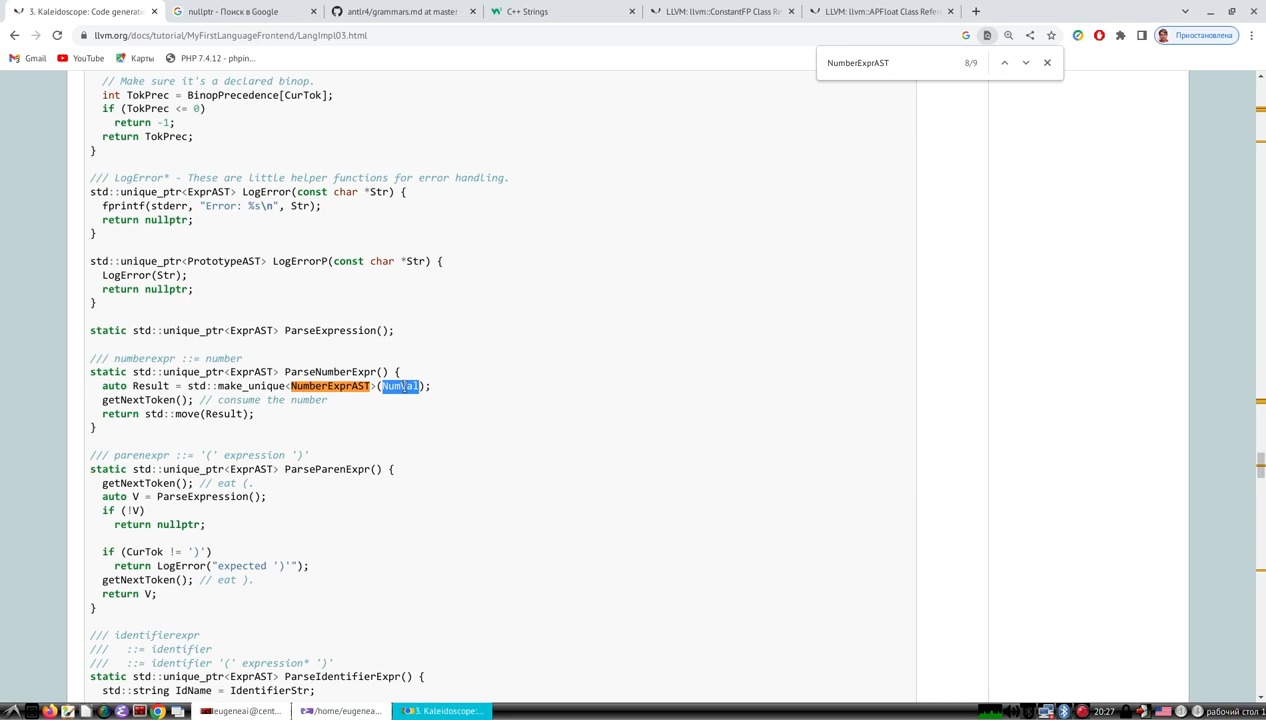 3. Kaleidoscope: Code generati
nullptr - Поиск в Google
antlr4/grammars.md at master
C++ Strings
LLVM: llvm::ConstantFP Class Re
LLVM: llvm::APFloat Class Refer
llvm.org/docs/tutorial/MyFirstLanguageFrontend/LangImpl03.html
Приостановлена
Gmail
YouTube
Карты
PHP 7.4.12 - phpin...
NumberExprAST 8/9
// Make sure it's a declared binop.
int TokPrec = BinopPrecedence[CurTok];
if (TokPrec <= 0)
return -1;
return TokPrec;
}
/// LogError* - These are little helper functions for error handling.
std::unique_ptr<ExprAST> LogError(const char *Str) {
fprintf(stderr, "Error: %s\n", Str);
return nullptr;
}
std::unique_ptr<PrototypeAST> LogErrorP(const char *Str) {
LogError(Str);
return nullptr;
}
static std::unique_ptr<ExprAST> ParseExpression();
/// numberexpr ::= number
static std::unique_ptr<ExprAST> ParseNumberExpr() {
auto Result = std::make_unique<NumberExprAST>(NumVal);
getNextToken(); // consume the number
return std::move(Result);
}
/// parenexpr ::= '(' expression ')'
static std::unique_ptr<ExprAST> ParseParenExpr() {
getNextToken(); // eat (.
auto V = ParseExpression();
if (!V)
return nullptr;
if (CurTok != ')')
return LogError("expected ')'");
getNextToken(); // eat ).
return V;
}
/// identifierexpr
/// ::= identifier
/// ::= identifier '(' expression* ')'
static std::unique_ptr<ExprAST> ParseIdentifierExpr() {
std::string IdName = IdentifierStr;
eugeneai@cent...
/home/eugenea...
3. Kaleidoscope:...
20:27
рабочий стол 1